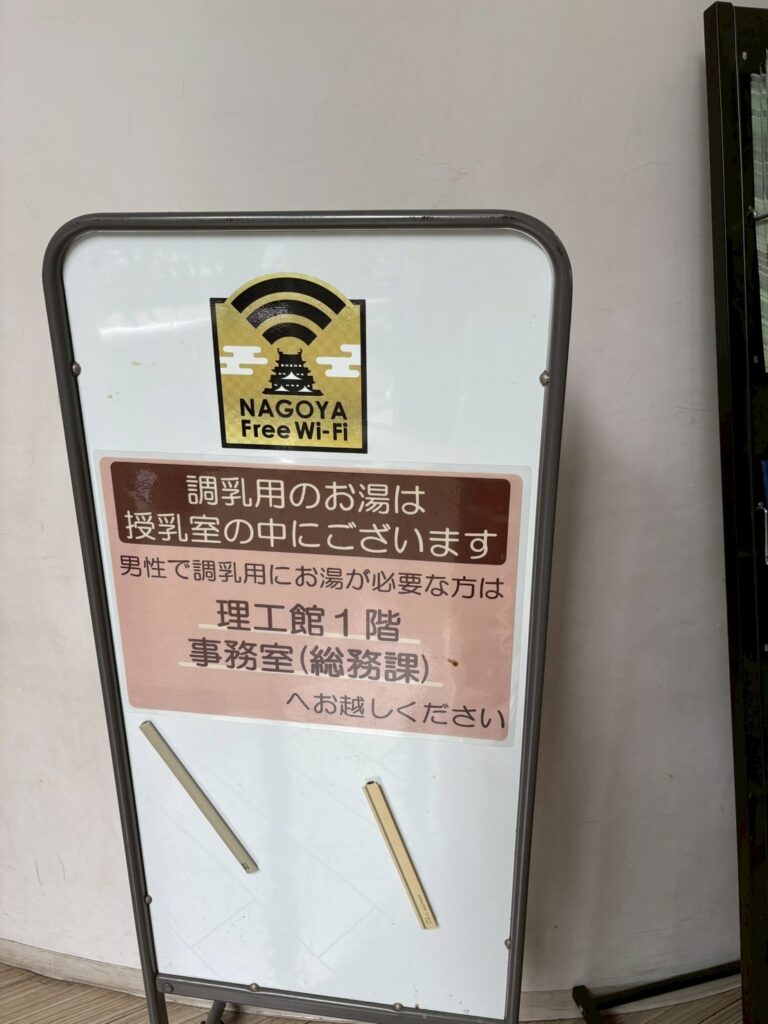 NAGOYA
Free Wi-Fi
調乳用のお湯は
授乳室の中にございます
男性で調乳用にお湯が必要な方は
理工館1階
事務室(総務課)
へお越しください